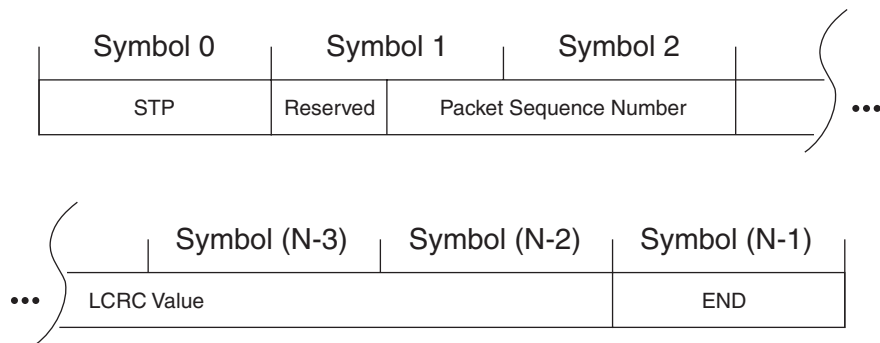 Symbol 0 Symbol 1 Symbol 2
STP Reserved Packet Sequence Number
•••
Symbol (N-3) Symbol (N-2) Symbol (N-1)
••• LCRC Value END